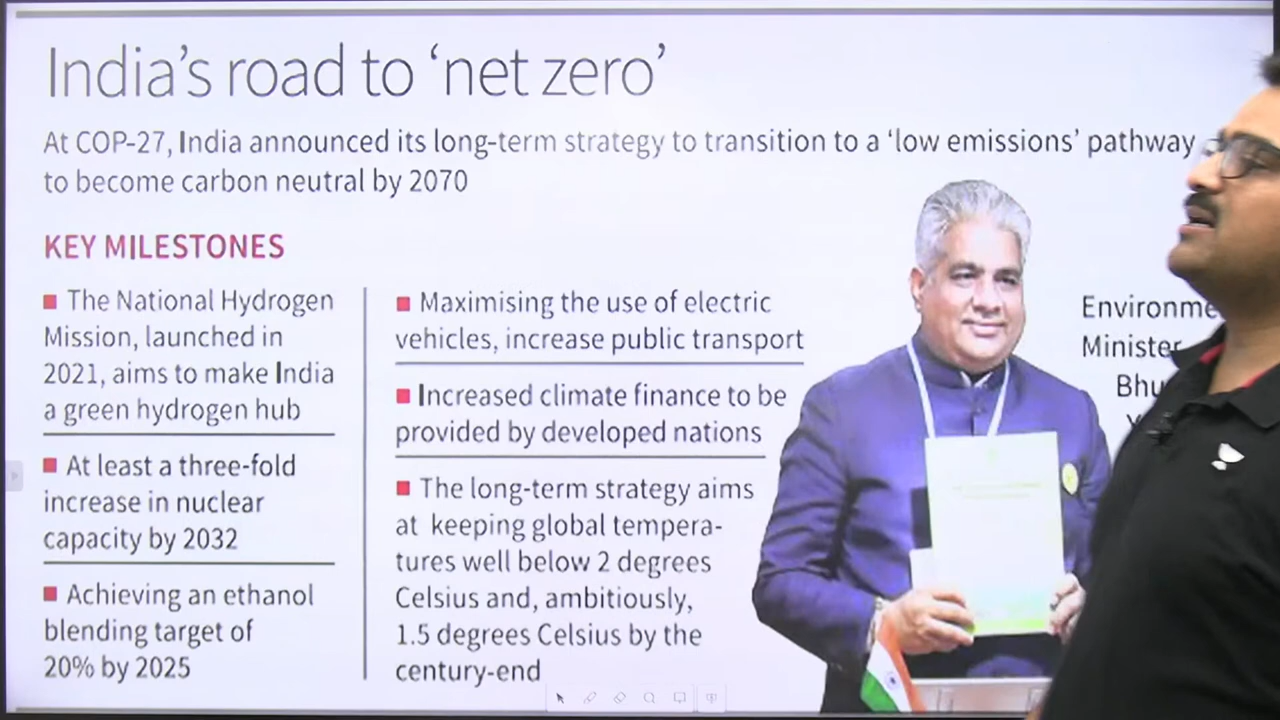 India's road to 'net zero'
At COP-27, India announced its long-term strategy to transition to a 'low emissions' pathway
to become carbon neutral by 2070
KEY MILESTONES
■ The National Hydrogen
Mission, launched in
2021, aims to make India
a green hydrogen hub
■ At least a three-fold
increase in nuclear
capacity by 2032
■ Achieving an ethanol
blending target of
20% by 2025
■ Maximising the use of electric
vehicles, increase public transport
■ Increased climate finance to be
provided by developed nations
■ The long-term strategy aims
at keeping global tempera-
tures well below 2 degrees
Celsius and, ambitiously,
1.5 degrees Celsius by the
century-end
Environme
Minister
Bhu